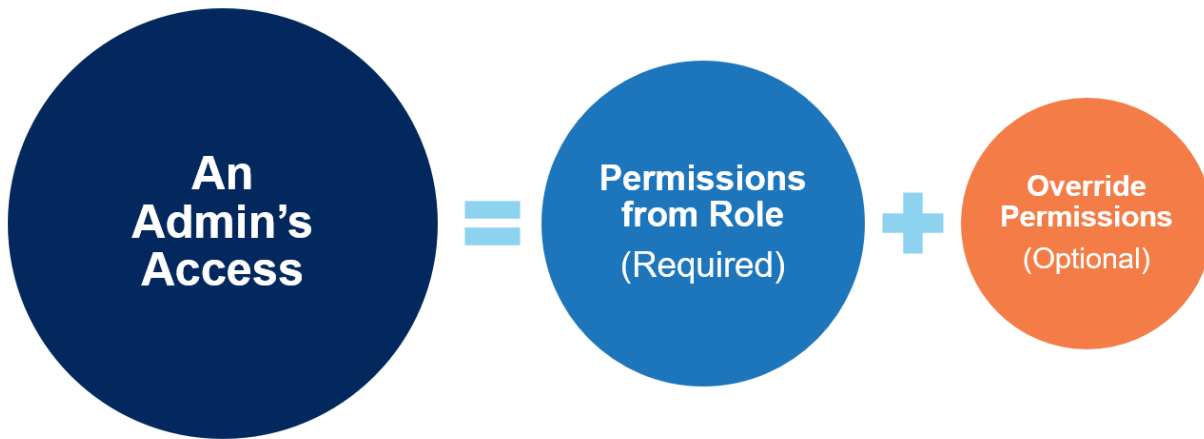 An
Admin’s
Access
=
Permissions
from Role
(Required)
+
Override
Permissions
(Optional)